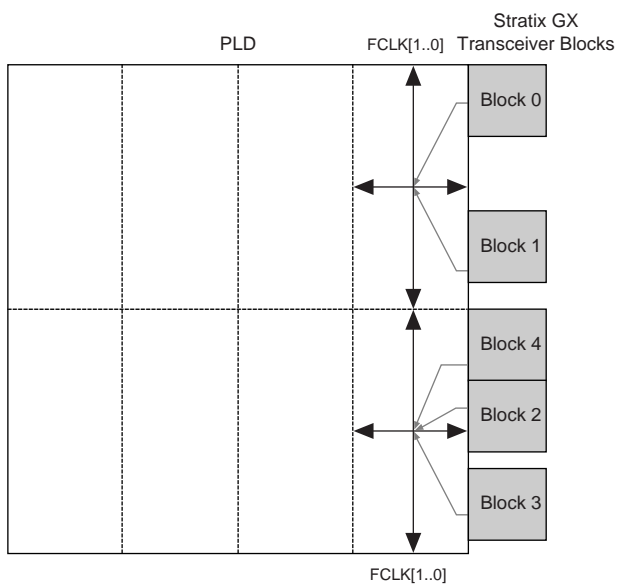 Stratix GX
PLD FCLK[1..0] Transceiver Blocks
Block 0
Block 1
Block 4
Block 2
Block 3
FCLK[1..0]